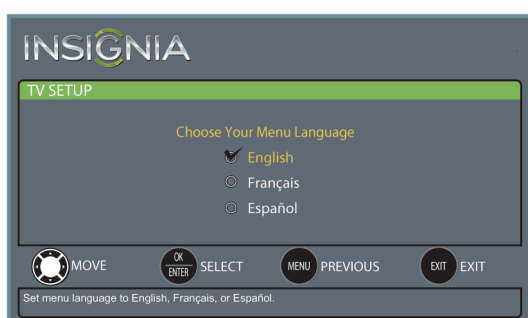 INSIGNIA
TV SETUP
Choose Your Menu Language
English
Français
Español
MOVE OK ENTER SELECT MENU PREVIOUS EXIT EXIT
Set menu language to English, Français, or Español.